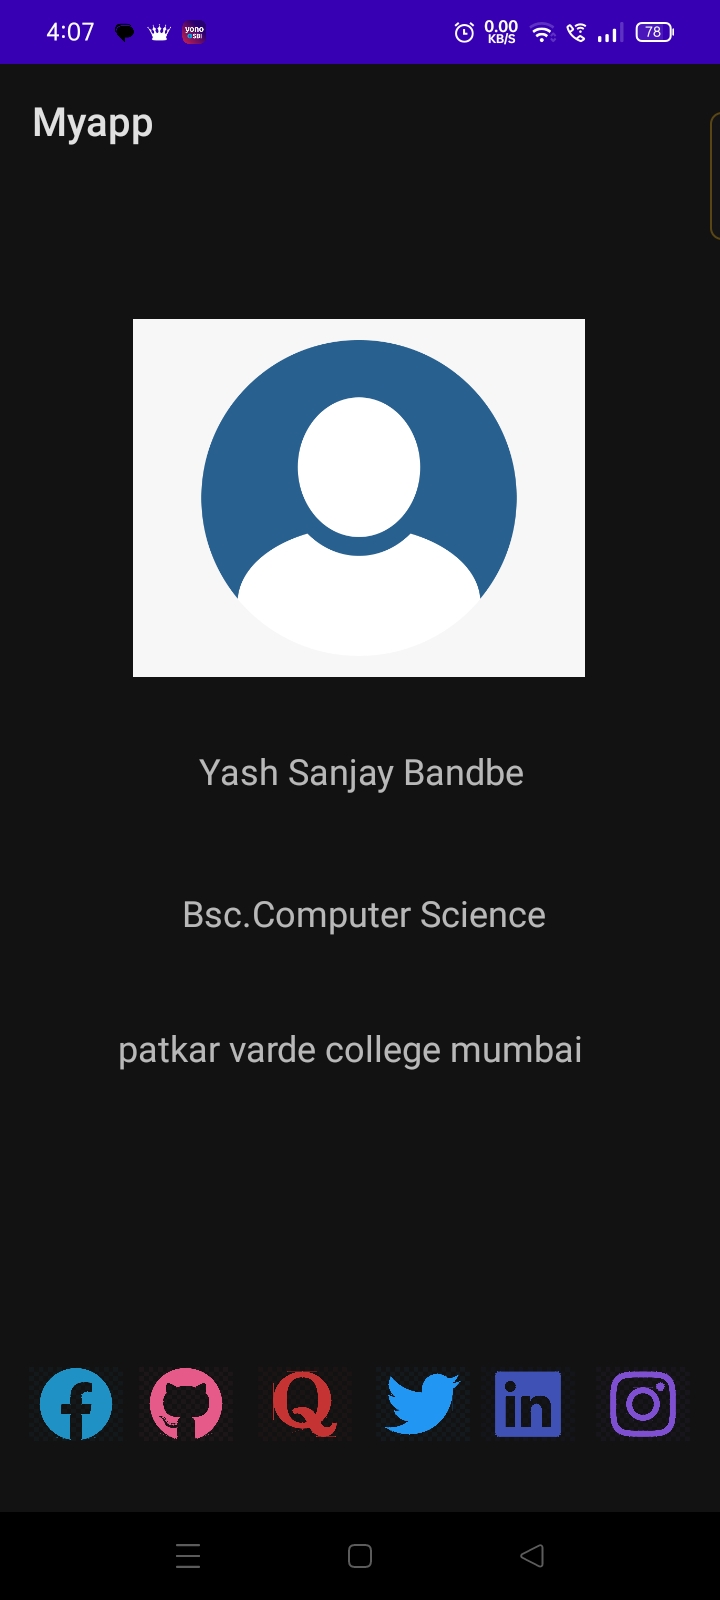 4:07
yono
SBI
0.00
KB/S
78
Myapp
Yash Sanjay Bandbe
Bsc.Computer Science
patkar varde college mumbai
Q
in